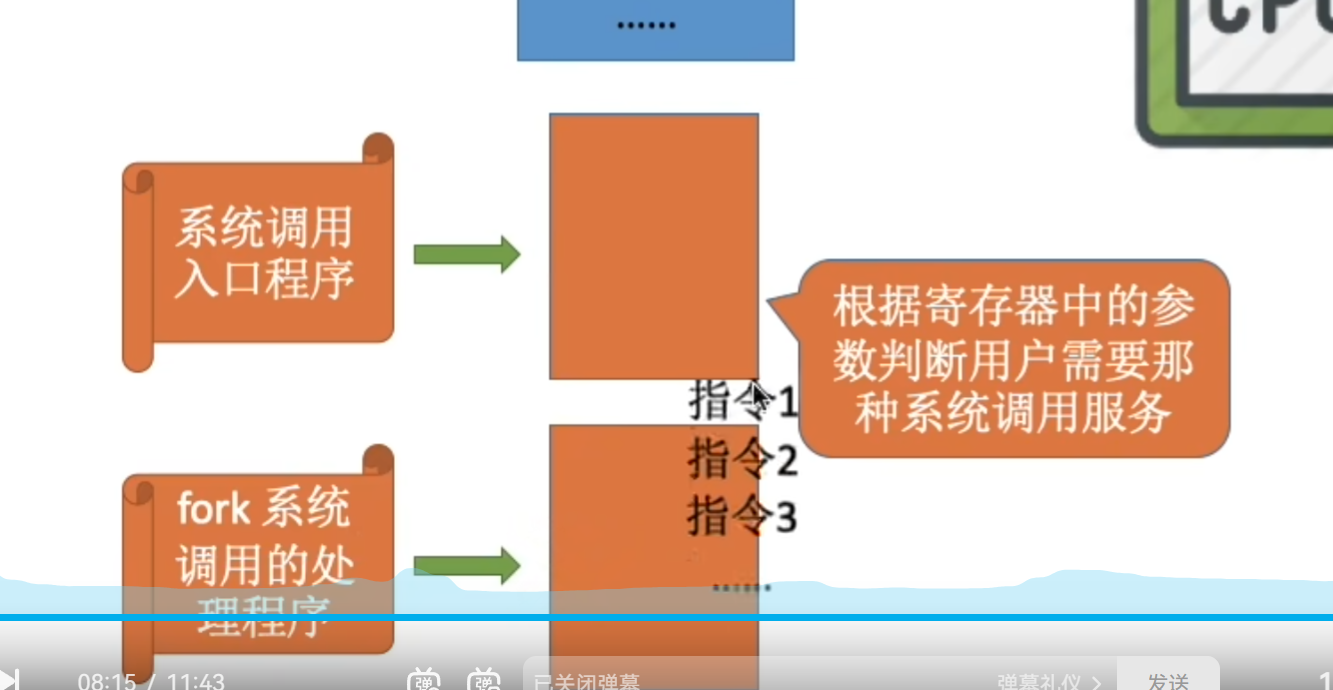 ……
CPU
系统调用
入口程序
根据寄存器中的参
数判断用户需要那
种系统调用服务
指令1
指令2
指令3
……
fork 系统
调用的处
理程序
08:15 / 11:43
弹
弹
已关闭弹幕
弹幕礼仪 >
发送
1